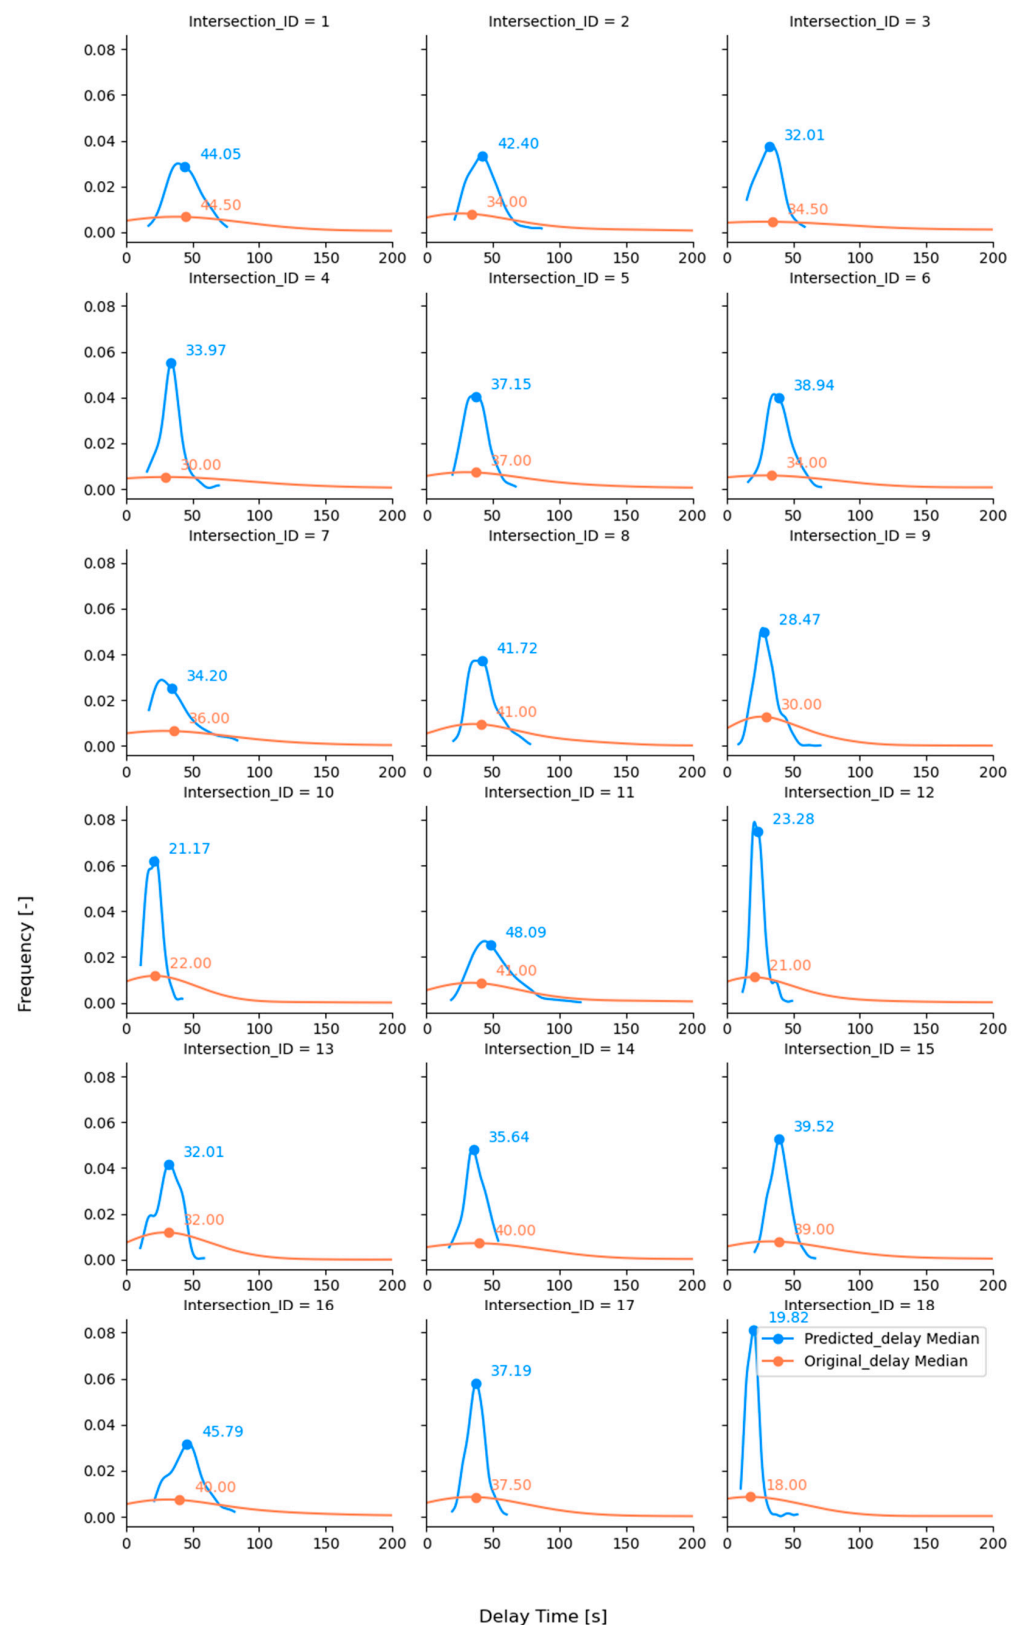 Intersection_ID = 1 Intersection_ID = 2 Intersection_ID = 3
0.08
0.06
0.04
44.05 42.40 32.01
0.02
44.50 34.00 34.50
0.00
0 50 100 150 200 0 50 100 150 200 0 50 100 150 200
Intersection_ID = 4 Intersection_ID = 5 Intersection_ID = 6
0.08
0.06
33.97 37.15 38.94
0.04
0.02
30.00 37.00 34.00
0.00
0 50 100 150 200 0 50 100 150 200 0 50 100 150 200
Intersection_ID = 7 Intersection_ID = 8 Intersection_ID = 9
0.08
0.06
34.20 41.72 28.47
0.04
0.02
36.00 41.00 30.00
0.00
0 50 100 150 200 0 50 100 150 200 0 50 100 150 200
Intersection_ID = 10 Intersection_ID = 11 Intersection_ID = 12
0.08
21.17 48.09 23.28
0.06
0.04
0.02
22.00 41.00 21.00
0.00
0 50 100 150 200 0 50 100 150 200 0 50 100 150 200
Frequency [-]
Intersection_ID = 13 Intersection_ID = 14 Intersection_ID = 15
0.08
0.06
32.01 35.64 39.52
0.04
0.02
32.00 40.00 39.00
0.00
0 50 100 150 200 0 50 100 150 200 0 50 100 150 200
Intersection_ID = 16 Intersection_ID = 17 Intersection_ID = 18
19.82
Predicted_delay Median
Original_delay Median
0.08
0.06
45.79 37.19
0.04
0.02
40.00 37.50 18.00
0.00
0 50 100 150 200 0 50 100 150 200 0 50 100 150 200
Delay Time [s]